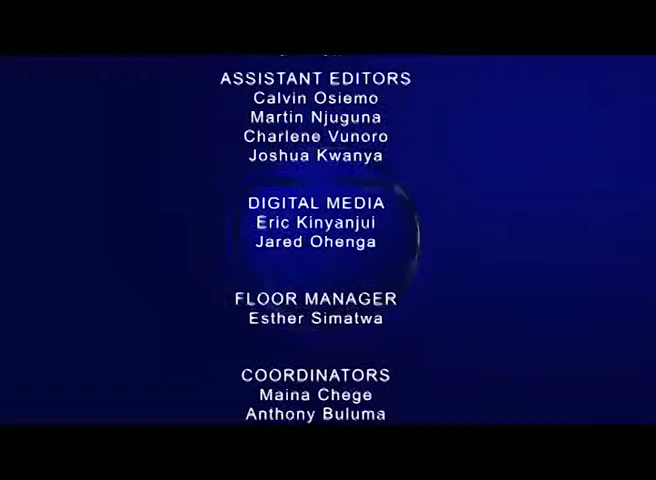 ASSISTANT EDITORS
Calvin Osiemo
Martin Njuguna
Charlene Vunoro
Joshua Kwanya
DIGITAL MEDIA
Eric Kinyanjui
Jared Ohenga
FLOOR MANAGER
Esther Simatwa
COORDINATORS
Maina Chege
Anthony Buluma